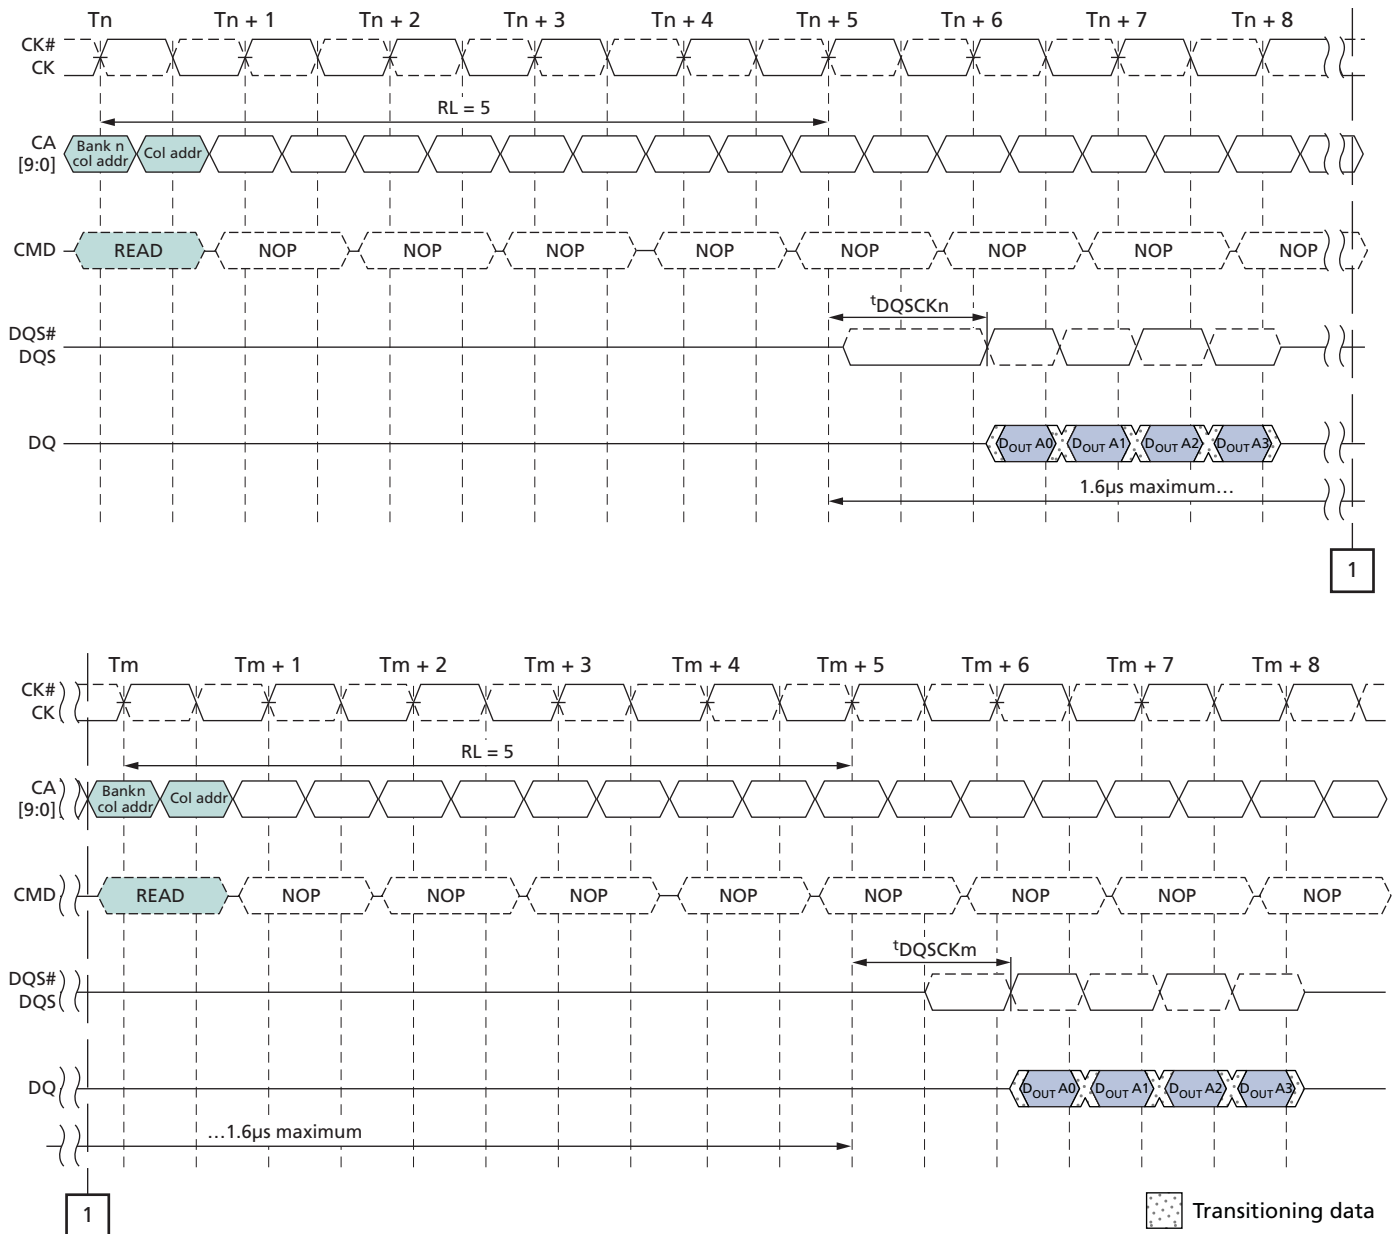 Tn Tn + 1 Tn + 2 Tn + 3 Tn + 4 Tn + 5 Tn + 6 Tn + 7 Tn + 8
CK#
CK
RL = 5
CA
[9:0]
Bank n
col addr
Col addr
CMD READ NOP NOP NOP NOP NOP NOP NOP NOP
tDQSCKn
DQS#
DQS
DQ DOUT A0 DOUT A1 DOUT A2 DOUT A3
1.6μs maximum…
1
Tm Tm + 1 Tm + 2 Tm + 3 Tm + 4 Tm + 5 Tm + 6 Tm + 7 Tm + 8
CK#
CK
RL = 5
CA
[9:0]
Bankn
col addr
Col addr
CMD READ NOP NOP NOP NOP NOP NOP NOP NOP
tDQSCKm
DQS#
DQS
DQ DOUT A0 DOUT A1 DOUT A2 DOUT A3
…1.6μs maximum
1
Transitioning data